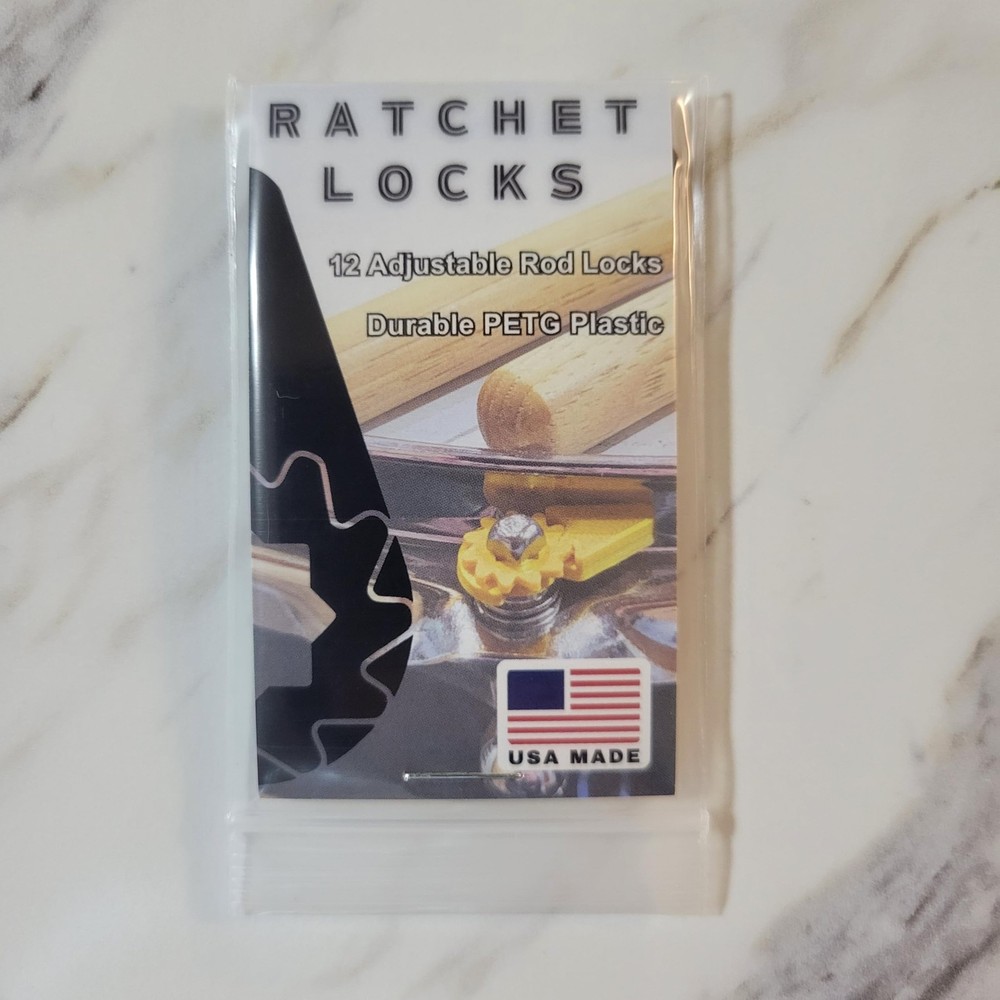 RATCHET
LOCKS
12 Adjustable Rod Locks
Durable PETG Plastic
USA MADE